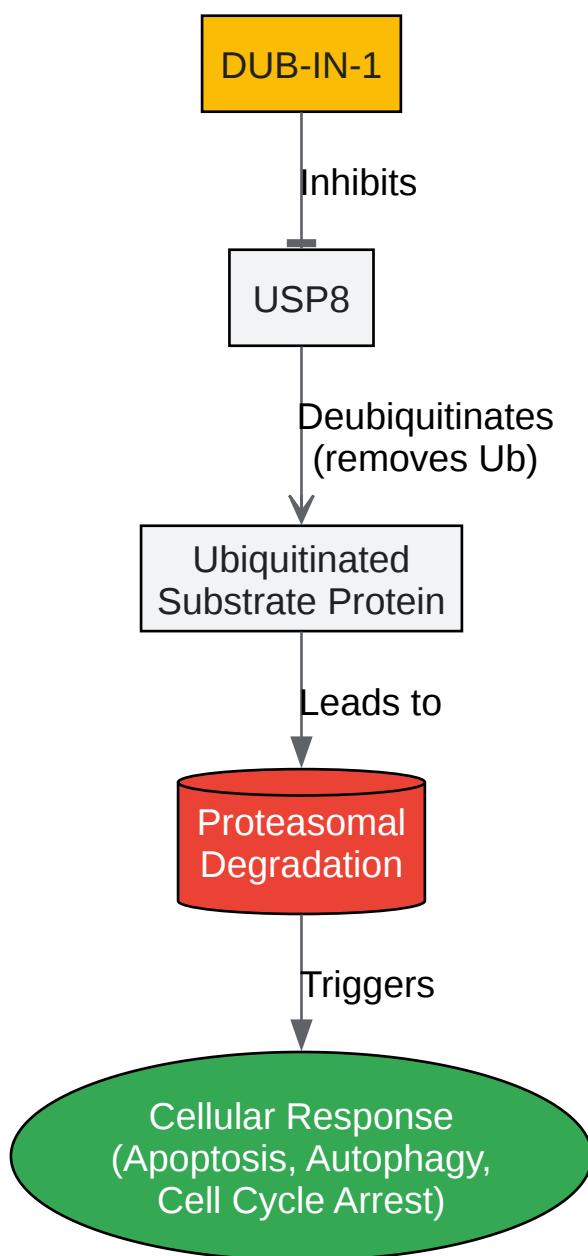 DUB-IN-1
Inhibits
USP8
Deubiquitinates
(removes Ub)
Ubiquitinated
Substrate Protein
Leads to
Proteasomal
Degradation
Triggers
Cellular Response
(Apoptosis, Autophagy,
Cell Cycle Arrest)